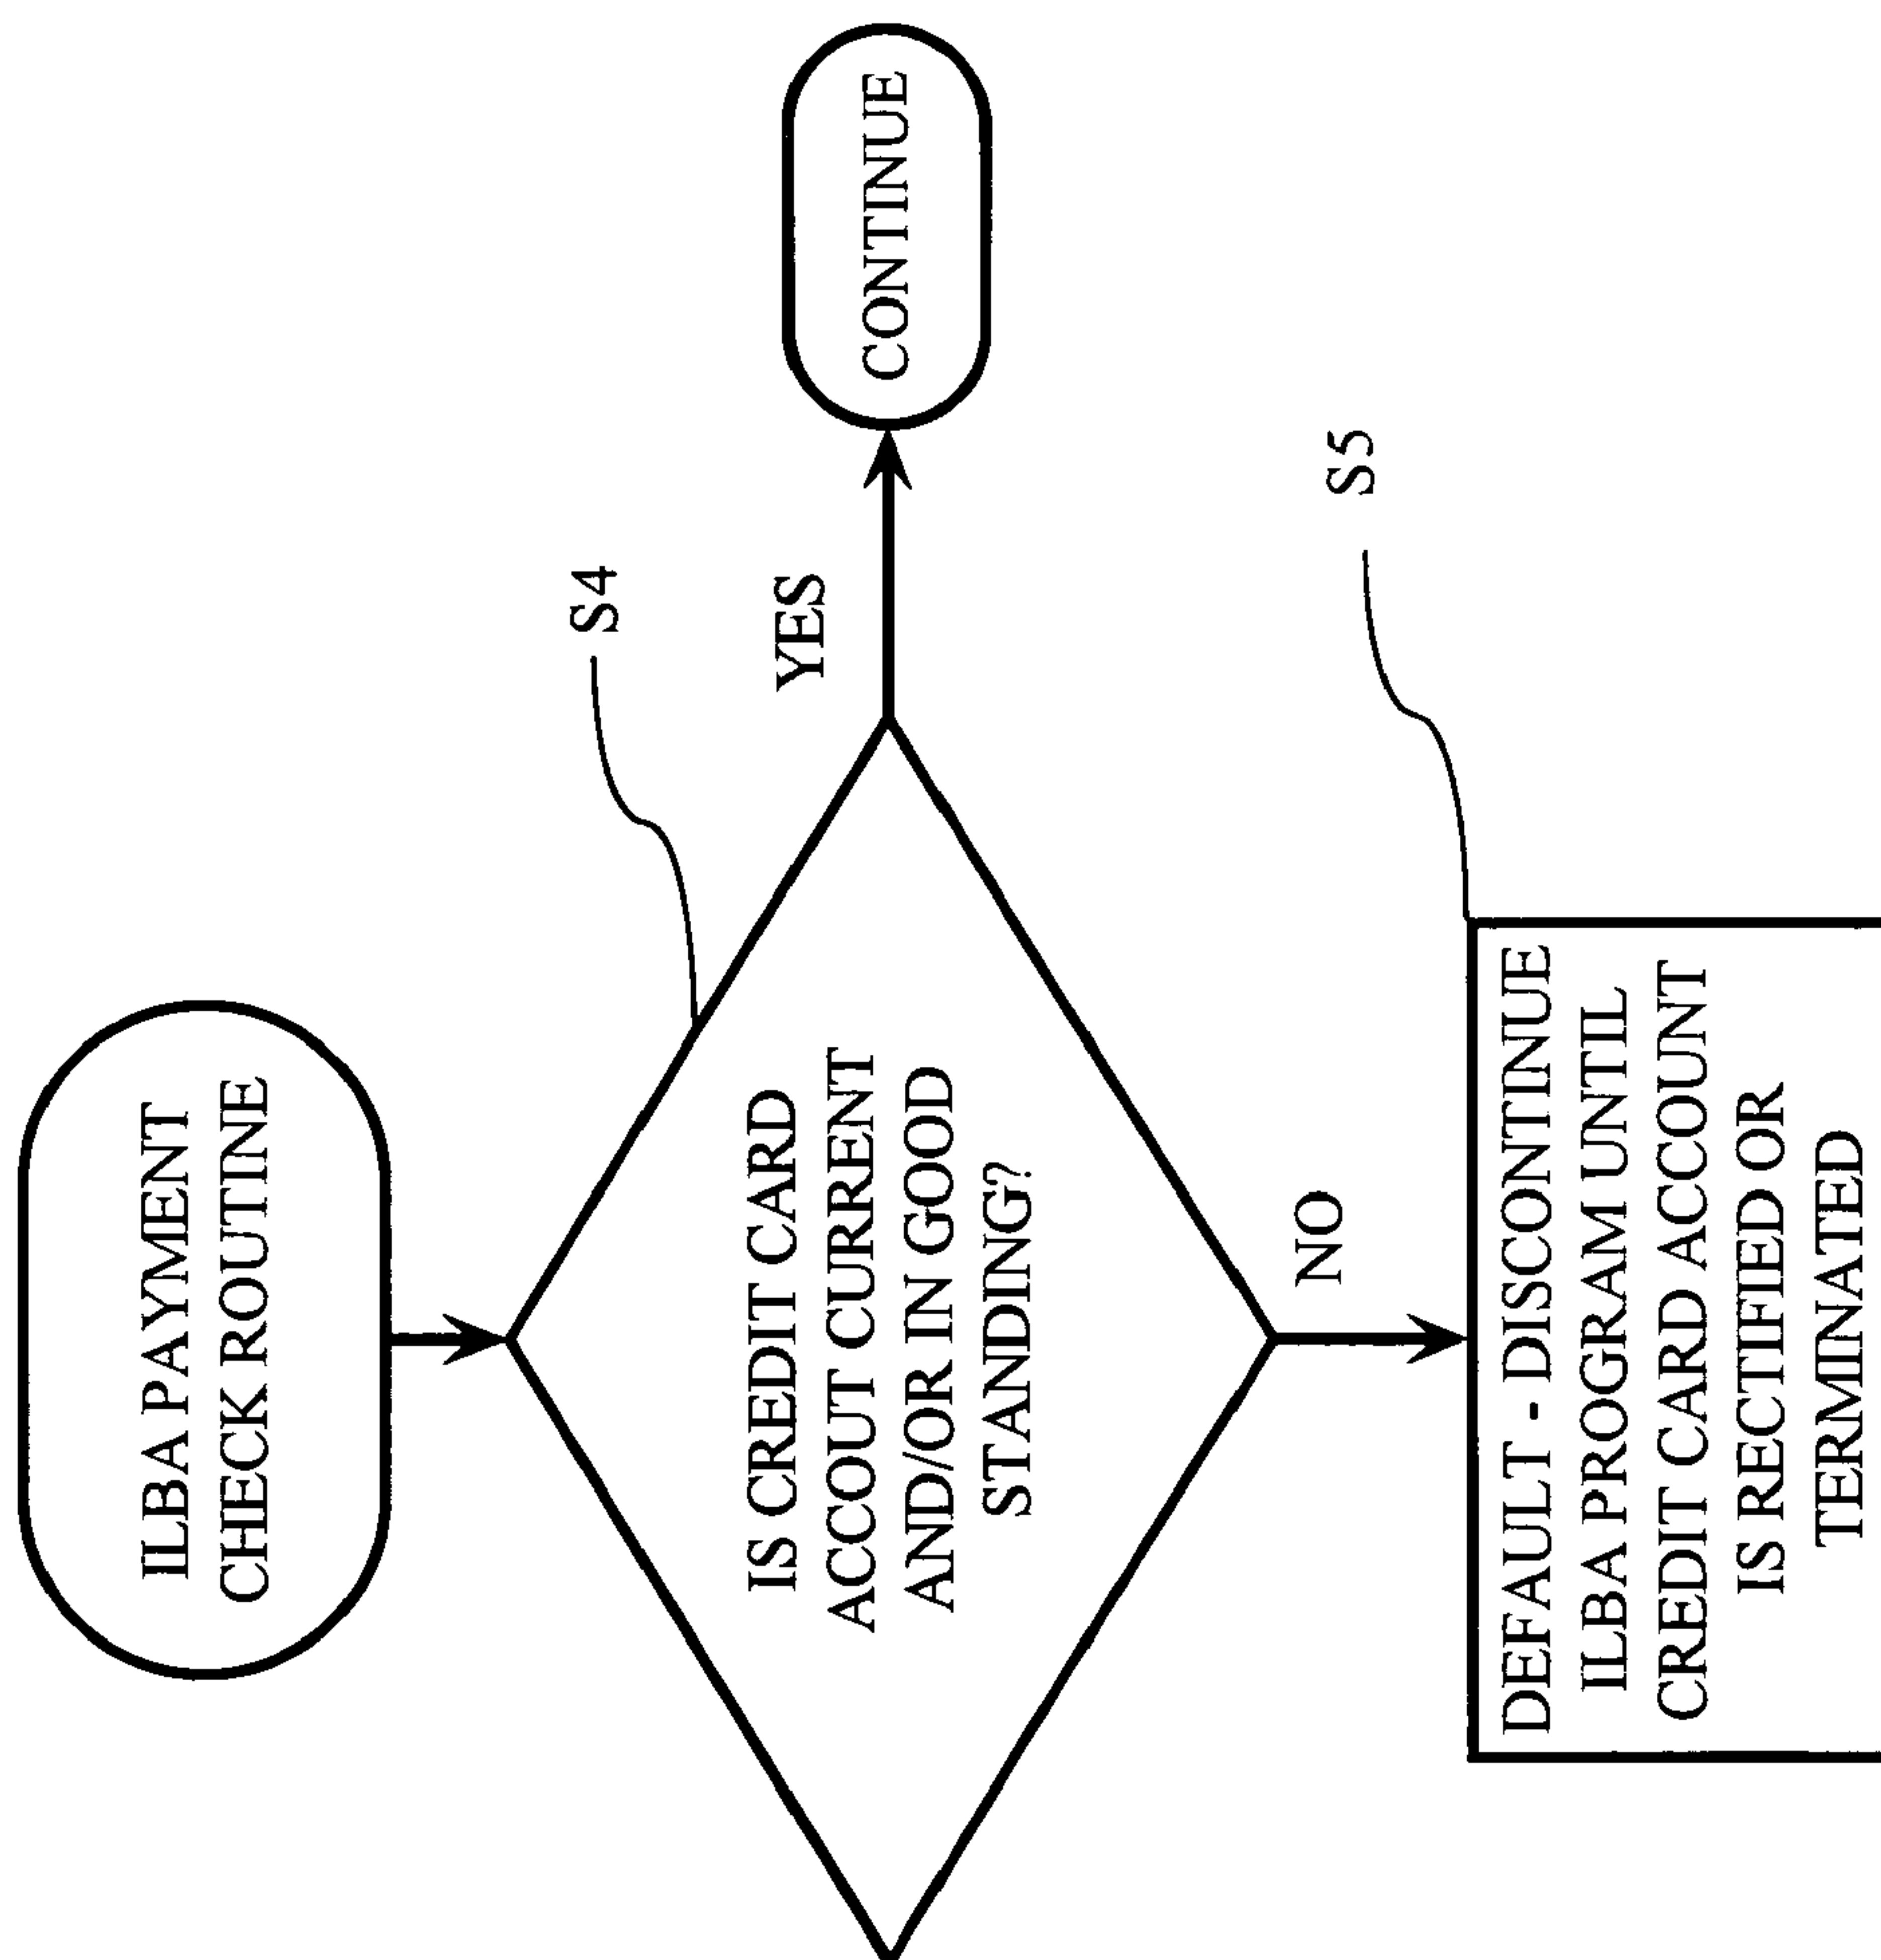 ILBA PAYMENT
CHECK ROUTINE
S4
IS CREDIT CARD
ACCOUT CURRENT
AND/OR IN GOOD
STANDING?
YES
CONTINUE
NO
S5
DEFAULT - DISCONTINUE
ILBA PROGRAM UNTIL
CREDIT CARD ACCOUNT
IS RECTIFIED OR
TERMINATED